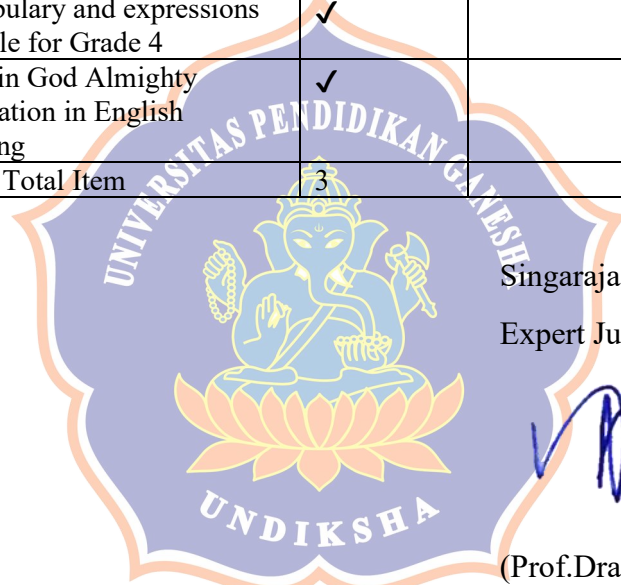 bulary and expressions ✓
le for Grade 4
in God Almighty ✓
ation in English
ng
Total Item 3
UNIVERSITAS PENDIDIKAN GANESH
Singaraja
Expert Ju
UNDIKSHA
(Prof.Dra